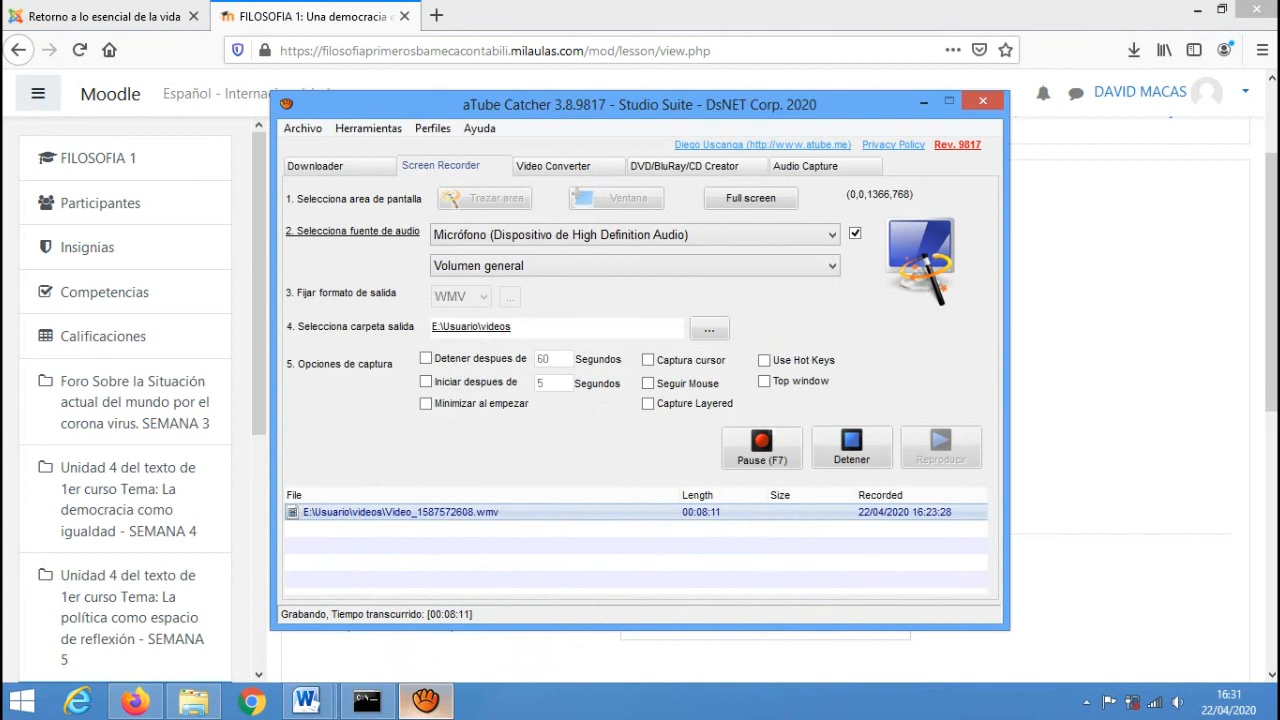 Retorno a lo esencial de la vida
FILOSOFIA 1: Una democracia e
https://filosofiaprimerosbamecacontabili.milaulas.com/mod/lesson/view.php
Moodle
Español - Internacional
DAVID MACAS
FILOSOFIA 1
Participantes
Insignias
Competencias
Calificaciones
Foro Sobre la Situación
actual del mundo por el
corona virus. SEMANA 3
Unidad 4 del texto de
1er curso Tema: La
democracia como
igualdad - SEMANA 4
Unidad 4 del texto de
1er curso Tema: La
política como espacio
de reflexión - SEMANA
5
aTube Catcher 3.8.9817 - Studio Suite - DsNET Corp. 2020
Archivo Herramientas Perfiles Ayuda
Diego Uscanga (http://www.atube.me) Privacy Policy Rev. 9817
Downloader Screen Recorder Video Converter DVD/BluRay/CD Creator Audio Capture
1. Selecciona area de pantalla Trazar area Ventana Full screen (0,0,1366,768)
2. Selecciona fuente de audio Micrófono (Dispositivo de High Definition Audio)
Volumen general
3. Fijar formato de salida WMV ...
4. Selecciona carpeta salida E:\Usuario\videos ...
5. Opciones de captura
Detener despues de 60 Segundos Captura cursor Use Hot Keys
Iniciar despues de 5 Segundos Seguir Mouse Top window
Minimizar al empezar Capture Layered
Pause (F7) Detener Reproducir
File Length Size Recorded
E:\Usuario\videos\Video_1587572608.wmv 00:08:11 22/04/2020 16:23:28
Grabando, Tiempo transcurrido: [00:08:11]
16:31
22/04/2020